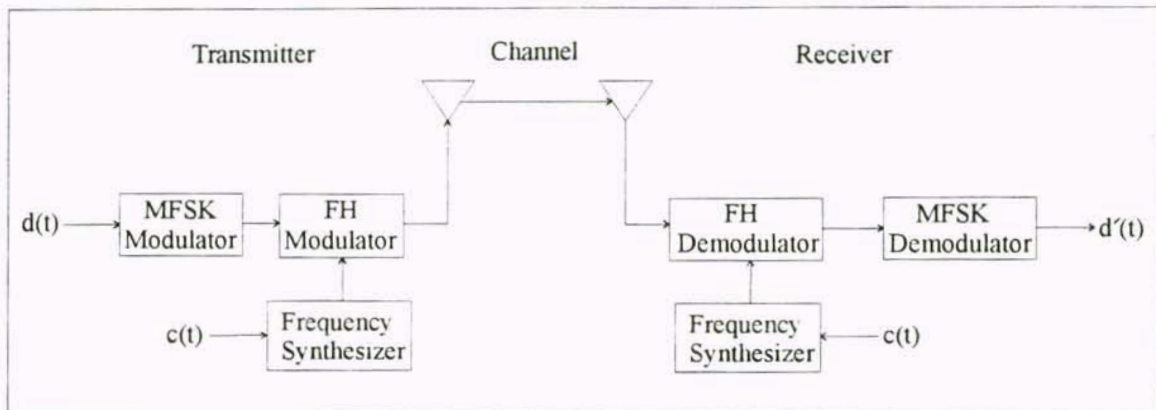 Transmitter
Channel
Receiver
d(t)
MFSK
Modulator
FH
Modulator
FH
Demodulator
MFSK
Demodulator
d′(t)
c(t)
Frequency
Synthesizer
Frequency
Synthesizer
c(t)